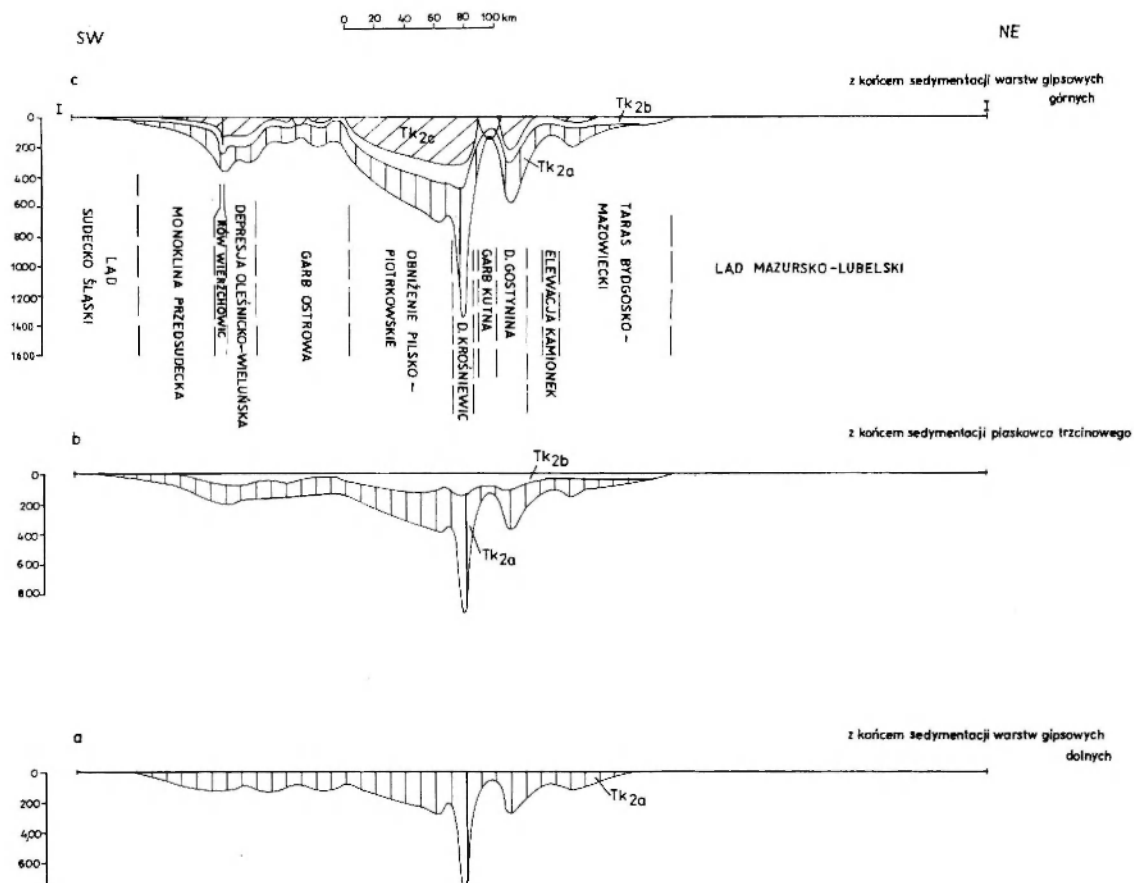 0 20 40 60 80 100 km
SW
NE
c
z końcem sedymentacji warstw gipsowych
górnych
I
I
Tk2b
Tk2c
Tk2a
0
200
400
600
800
1000
1200
1400
1600
LĄD
SUDECKO ŚLĄSKI
MONOKLINA PRZEDSUDECKA
RÓW WIERZCHOWIC
DEPRESJA OLEŚNICKO-WIELUŃSKA
GARB OSTROWA
OBNIŻENIE PILSKO-
PIOTRKOWSKIE
D. KROŚNIEWIC
GARB KUTNA
D. GOSTYNINA
ELEWACJA KAMIONEK
TARAS BYDGOSKO-
MAZOWIECKI
LĄD MAZURSKO-LUBELSKI
b
z końcem sedymentacji piaskowca trzcinowego
Tk2b
Tk2a
0
200
400
600
800
a
z końcem sedymentacji warstw gipsowych
dolnych
Tk2a
0
200
400
600